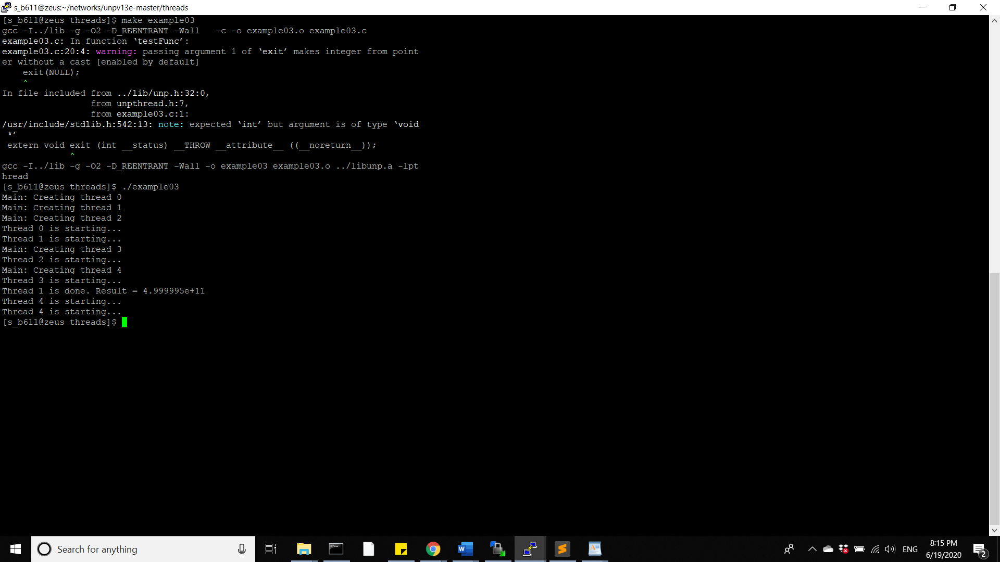 s_b611@zeus:~/networks/unpv13e-master/threads
[s_b611@zeus threads]$ make example03
gcc -I../lib -g -O2 -D_REENTRANT -Wall   -c -o example03.o example03.c
example03.c: In function ‘testFunc’:
example03.c:20:4: warning: passing argument 1 of ‘exit’ makes integer from point
er without a cast [enabled by default]
    exit(NULL);
    ^
In file included from ../lib/unp.h:32:0,
                 from unpthread.h:7,
                 from example03.c:1:
/usr/include/stdlib.h:542:13: note: expected ‘int’ but argument is of type ‘void
 *’
 extern void exit (int __status) __THROW __attribute__ ((__noreturn__));
             ^
gcc -I../lib -g -O2 -D_REENTRANT -Wall -o example03 example03.o ../libunp.a -lpt
hread
[s_b611@zeus threads]$ ./example03
Main: Creating thread 0
Main: Creating thread 1
Main: Creating thread 2
Thread 0 is starting...
Thread 1 is starting...
Main: Creating thread 3
Thread 2 is starting...
Main: Creating thread 4
Thread 3 is starting...
Thread 1 is done. Result = 4.999995e+11
Thread 4 is starting...
Thread 4 is starting...
[s_b611@zeus threads]$
Search for anything
W
ENG
8:15 PM
6/19/2020
2